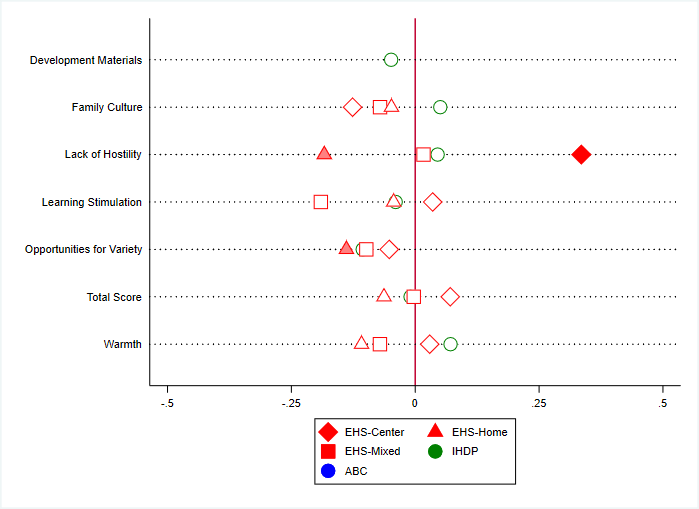 Development Materials
Family Culture
Lack of Hostility
Learning Stimulation
Opportunities for Variety
Total Score
Warmth
-.5 -.25 0 .25 .5
EHS-Center EHS-Home
EHS-Mixed IHDP
ABC